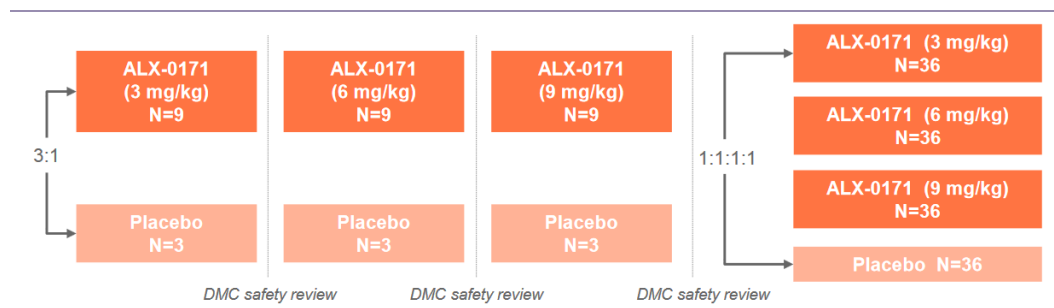 3:1
ALX-0171
(3 mg/kg)
N=9
Placebo
N=3
DMC safety review
ALX-0171
(6 mg/kg)
N=9
Placebo
N=3
DMC safety review
ALX-0171
(9 mg/kg)
N=9
Placebo
N=3
DMC safety review
1:1:1:1
ALX-0171 (3 mg/kg)
N=36
ALX-0171 (6 mg/kg)
N=36
ALX-0171 (9 mg/kg)
N=36
Placebo N=36